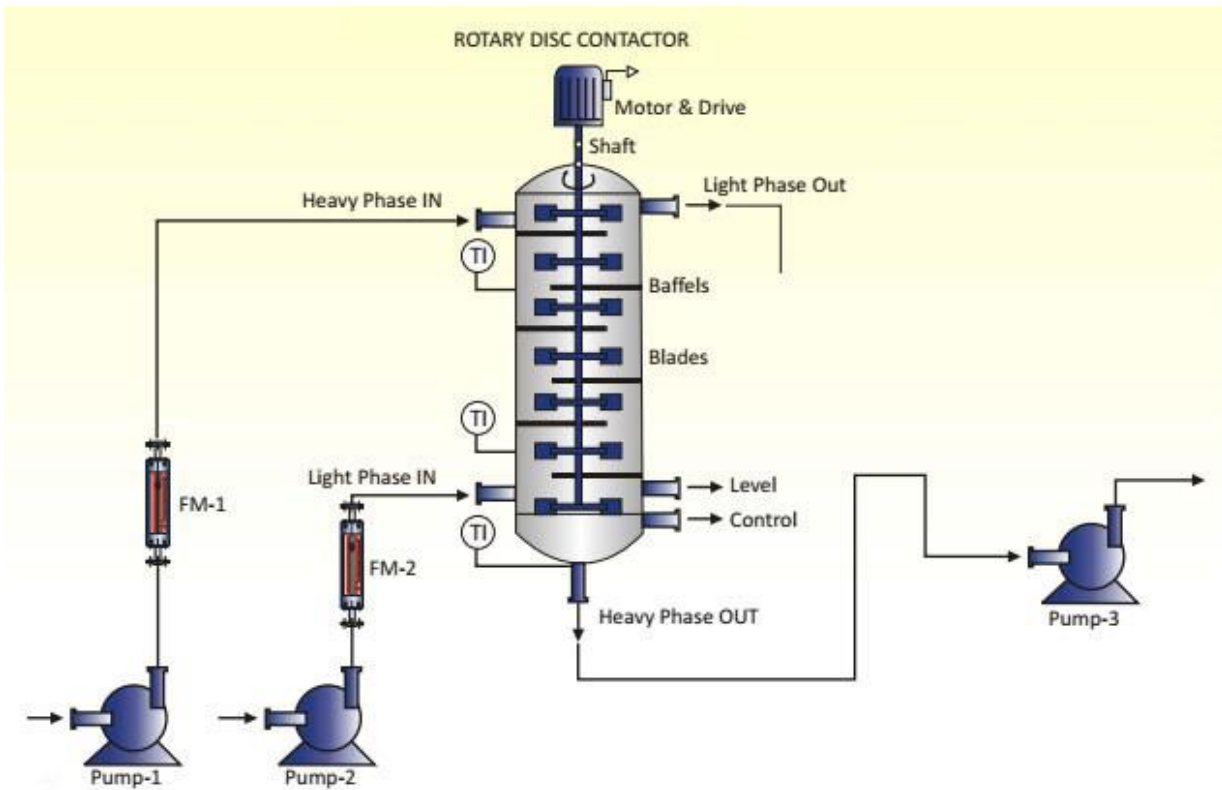 ROTARY DISC CONTACTOR
Motor & Drive
Shaft
Heavy Phase IN
Light Phase Out
TI
Baffels
Blades
TI
Light Phase IN
Level
FM-1
Control
TI
FM-2
Heavy Phase OUT
Pump-3
Pump-1
Pump-2